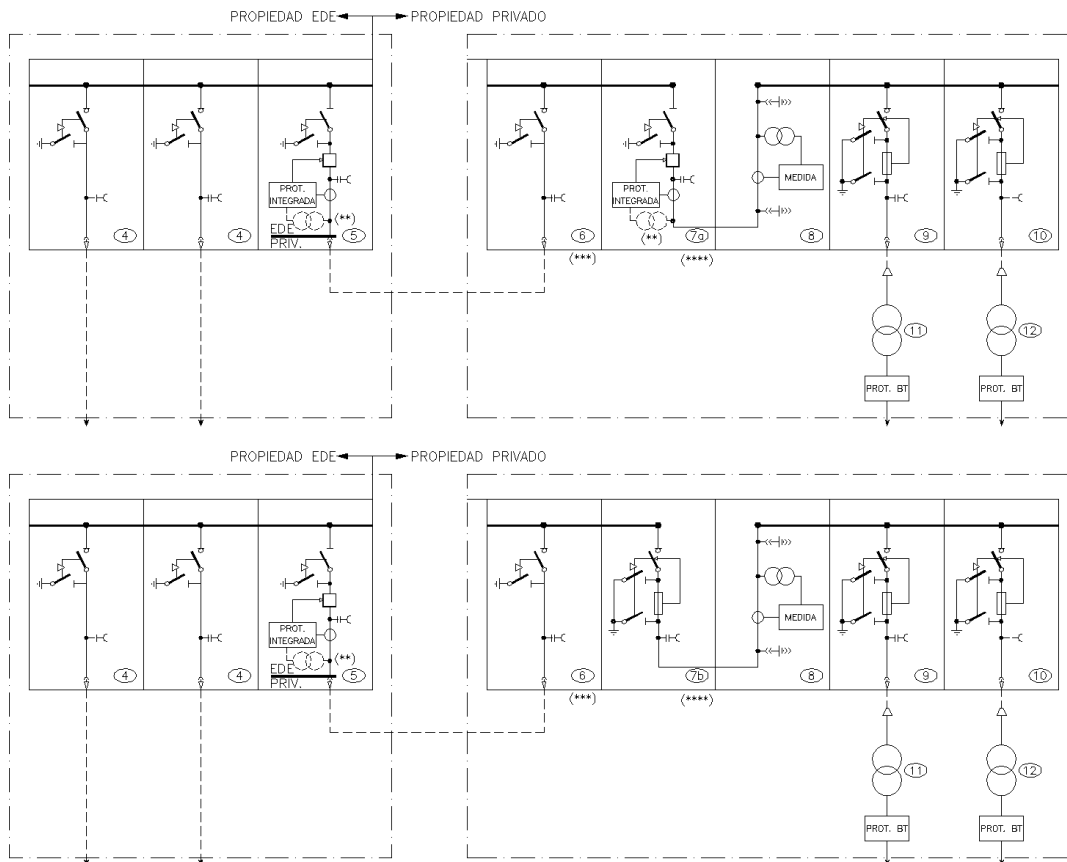 PROPIEDAD EDE PROPIEDAD PRIVADO
PROT.
INTEGRADA
(**)
EDE
PRIV.
4 4 5
PROT.
INTEGRADA
(**)
MEDIDA
6 7a 8 9 10
(***) (****)
11 12
PROT. BT PROT. BT
PROPIEDAD EDE PROPIEDAD PRIVADO
PROT.
INTEGRADA
(**)
EDE
PRIV.
4 4 5
MEDIDA
6 7b 8 9 10
(***) (****)
11 12
PROT. BT PROT. BT